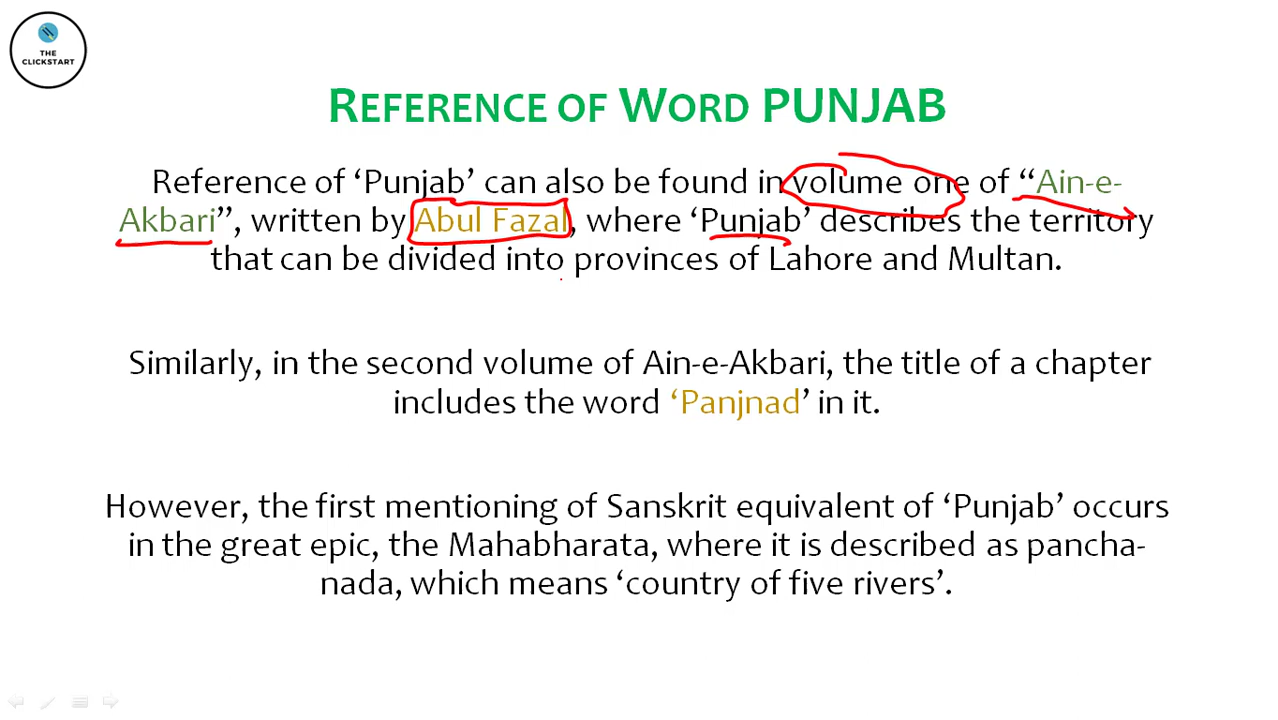 THE
CLICKSTART
REFERENCE OF WORD PUNJAB
Reference of ‘Punjab’ can also be found in volume one of “Ain-e-
Akbari”, written by Abul Fazal, where ‘Punjab’ describes the territory
that can be divided into provinces of Lahore and Multan.
Similarly, in the second volume of Ain-e-Akbari, the title of a chapter
includes the word ‘Panjnad’ in it.
However, the first mentioning of Sanskrit equivalent of ‘Punjab’ occurs
in the great epic, the Mahabharata, where it is described as pancha-
nada, which means ‘country of five rivers’.